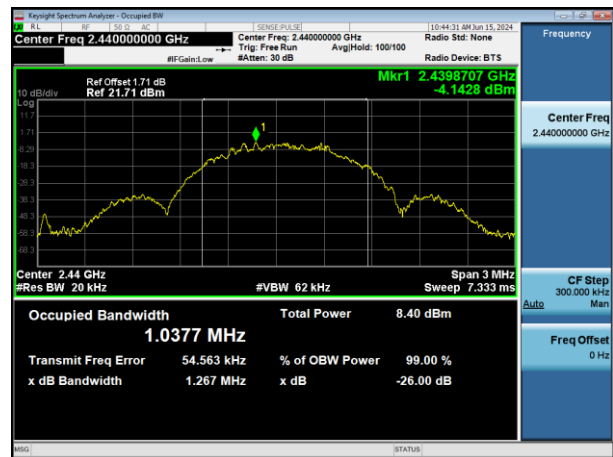 Keysight Spectrum Analyzer - Occupied BW
RL RF 50 Ω AC SENSE:PULSE 10:44:31 AM Jun 15, 2024
Center Freq 2.440000000 GHz
Center Freq: 2.440000000 GHz Radio Std: None
Trig: Free Run Avg|Hold: 100/100
#IFGain:Low #Atten: 30 dB Radio Device: BTS
Ref Offset 1.71 dB Mkr1 2.4398707 GHz
10 dB/div Ref 21.71 dBm -4.1428 dBm
Log
11.7
1.71
-8.29
-18.3
-28.3
-38.3
-48.3
-58.3
-68.3
1
Center 2.44 GHz Span 3 MHz
#Res BW 20 kHz #VBW 62 kHz Sweep 7.333 ms
Occupied Bandwidth Total Power 8.40 dBm
1.0377 MHz
Transmit Freq Error 54.563 kHz % of OBW Power 99.00 %
x dB Bandwidth 1.267 MHz x dB -26.00 dB
MSG STATUS
Frequency
Center Freq
2.440000000 GHz
CF Step
300.000 kHz
Auto Man
Freq Offset
0 Hz